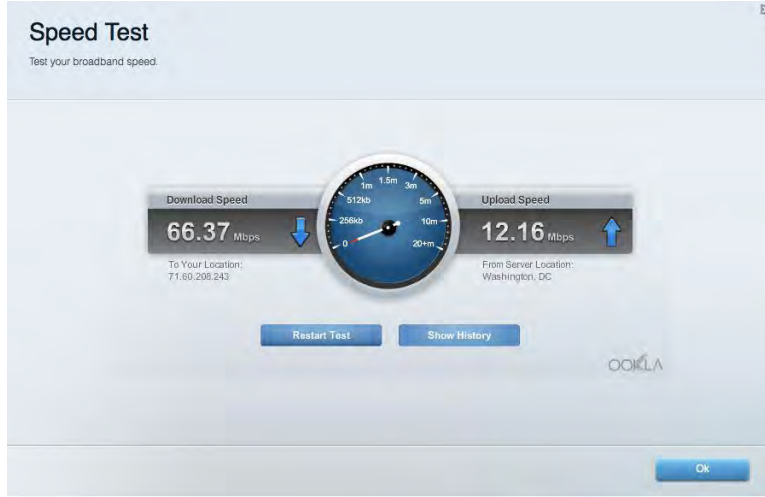 Speed Test
Test your broadband speed.
Download Speed
66.37 Mbps
To Your Location:
71.60.208.243
0
256kb
512kb
1m
1.5m
3m
5m
10m
20+m
Upload Speed
12.16 Mbps
From Server Location:
Washington, DC
Restart Test
Show History
OOKLA
Ok